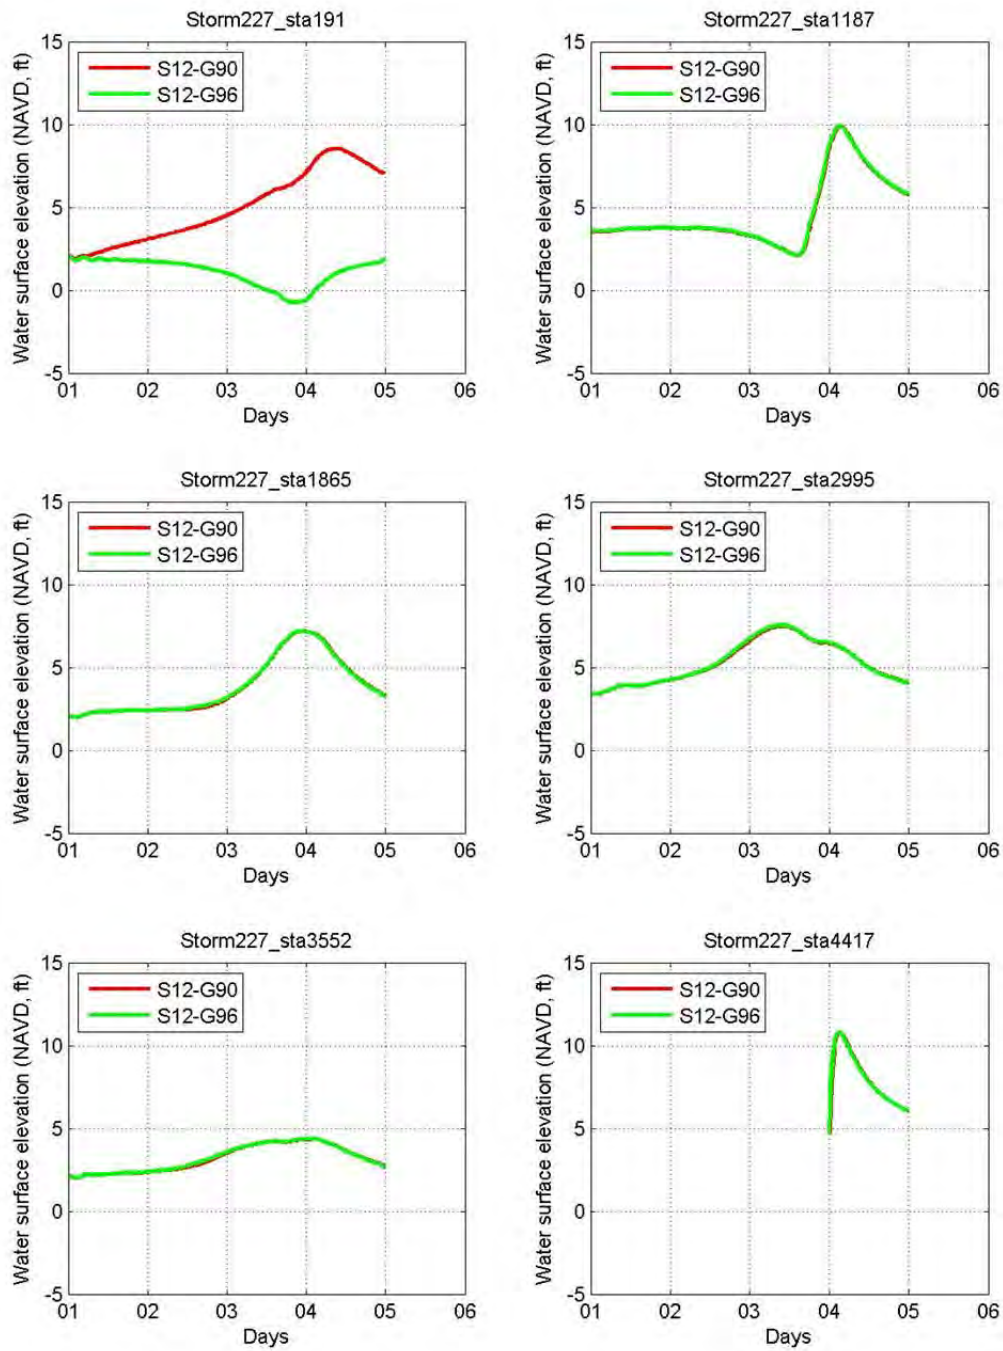 Storm227_sta191
Water surface elevation (NAVD, ft)
15
10
5
0
-5
S12-G90
S12-G96
01 02 03 04 05 06
Days
Storm227_sta1187
Water surface elevation (NAVD, ft)
15
10
5
0
-5
S12-G90
S12-G96
01 02 03 04 05 06
Days
Storm227_sta1865
Water surface elevation (NAVD, ft)
15
10
5
0
-5
S12-G90
S12-G96
01 02 03 04 05 06
Days
Storm227_sta2995
Water surface elevation (NAVD, ft)
15
10
5
0
-5
S12-G90
S12-G96
01 02 03 04 05 06
Days
Storm227_sta3552
Water surface elevation (NAVD, ft)
15
10
5
0
-5
S12-G90
S12-G96
01 02 03 04 05 06
Days
Storm227_sta4417
Water surface elevation (NAVD, ft)
15
10
5
0
-5
S12-G90
S12-G96
01 02 03 04 05 06
Days